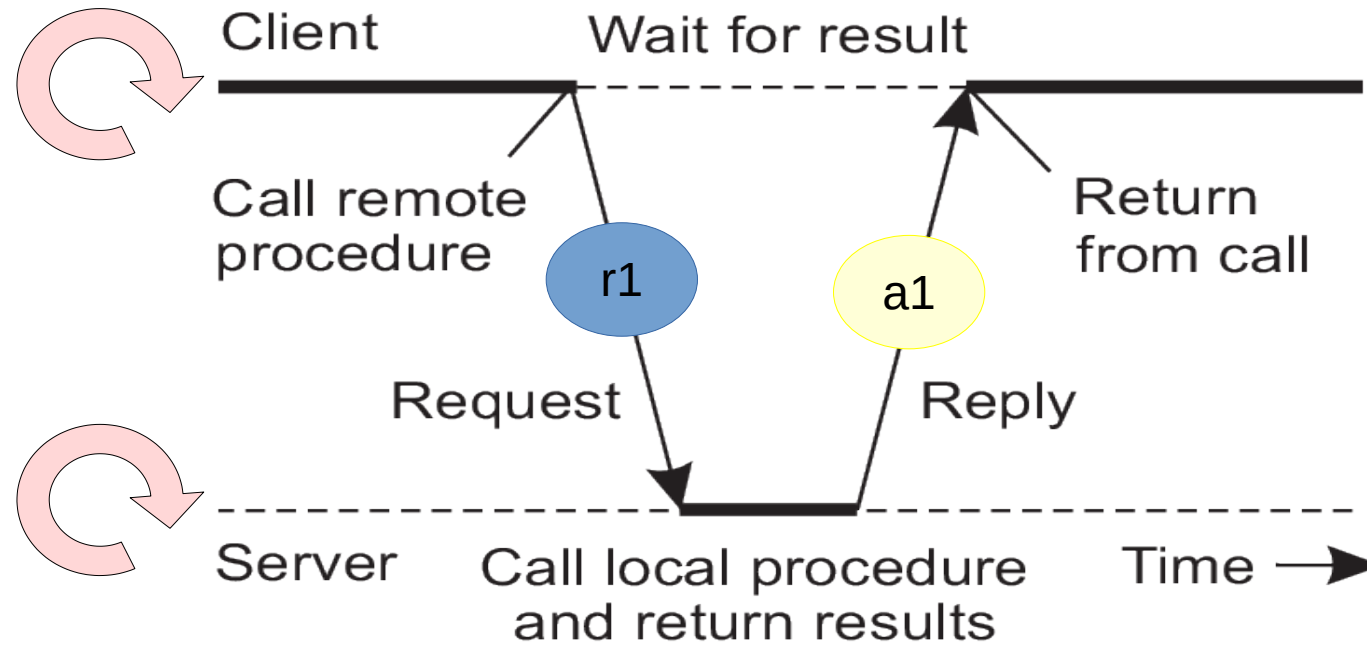 Client
Wait for result
Call remote
procedure
r1
a1
Return
from call
Request
Reply
Server
Call local procedure
and return results
Time